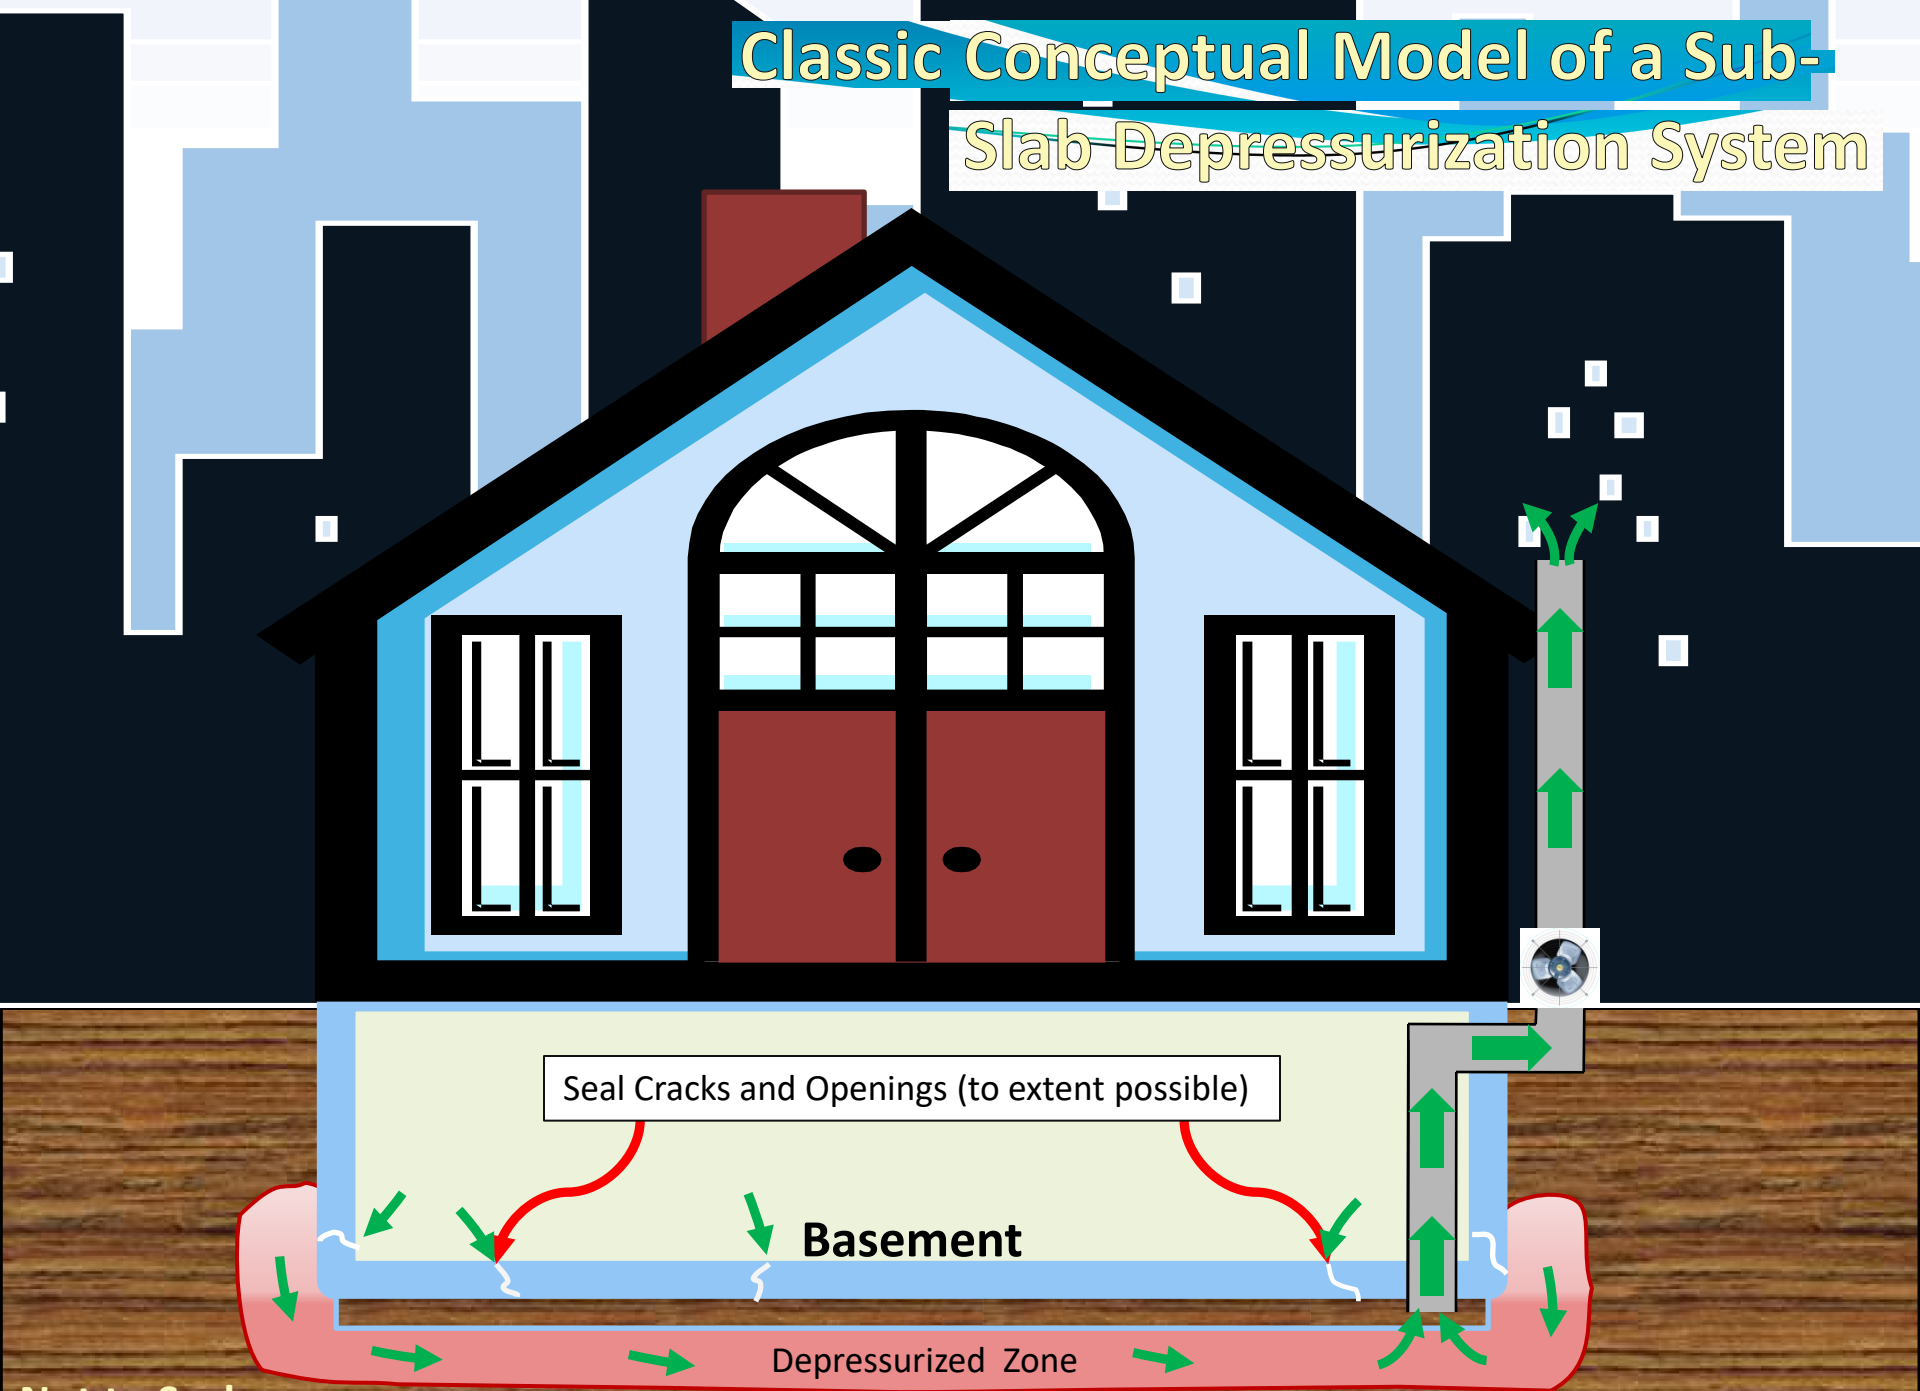 Classic Conceptual Model of a Sub-
Slab Depressurization System
Seal Cracks and Openings (to extent possible)
Basement
Depressurized Zone